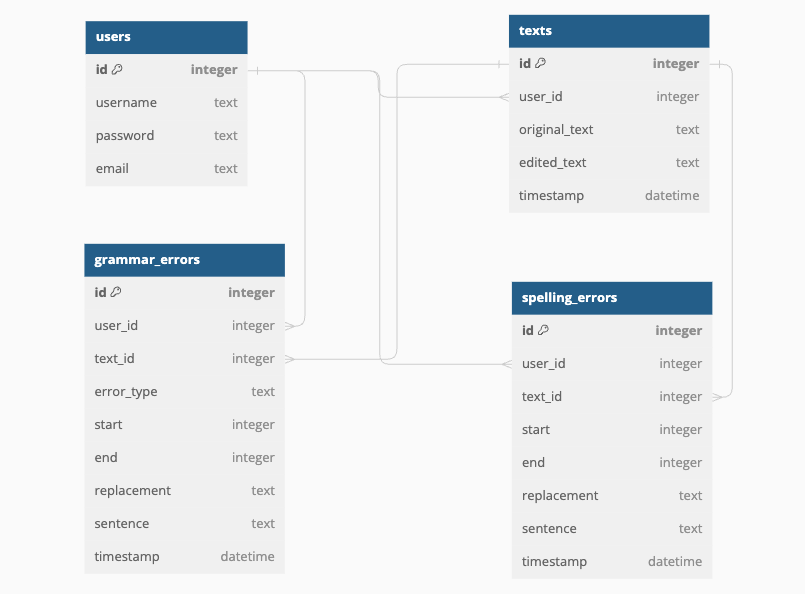 users
id integer
username text
password text
email text
texts
id integer
user_id integer
original_text text
edited_text text
timestamp datetime
grammar_errors
id integer
user_id integer
text_id integer
error_type text
start integer
end integer
replacement text
sentence text
timestamp datetime
spelling_errors
id integer
user_id integer
text_id integer
start integer
end integer
replacement text
sentence text
timestamp datetime